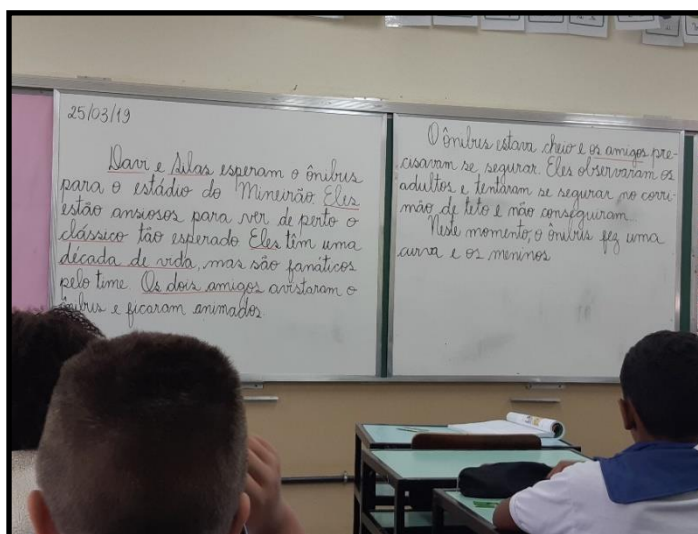 25/03/19
Davi e Silas esperam o ônibus
para o estádio do Mineirão. Eles
estão ansiosos para ver de perto o
clássico tão esperado. Eles têm uma
década de vida, mas são fanáticos
pelo time. Os dois amigos avistaram o
ônibus e ficaram animados.
O ônibus estava cheio e os amigos pre-
cisavam se segurar. Eles observaram os
adultos e tentaram se segurar no corri-
mão de teto e não conseguiram.
Neste momento, o ônibus fez uma
curva e os meninos